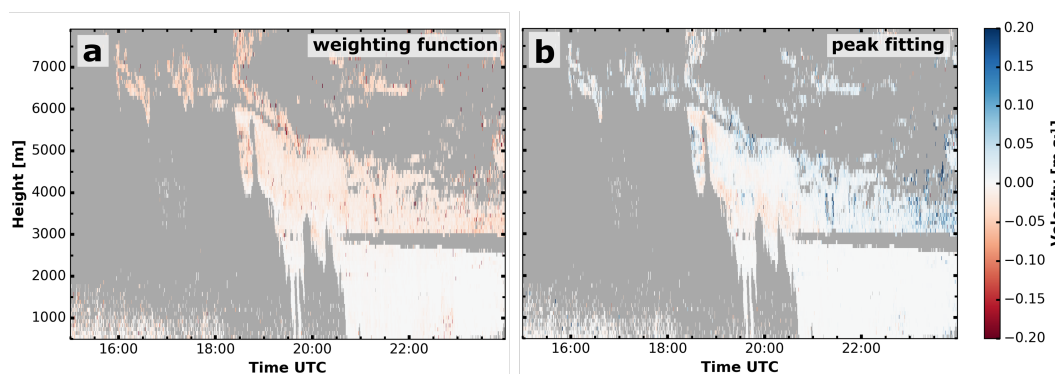 a
weighting function
b
peak fitting
7000
6000
5000
4000
3000
2000
1000
Height [m]
16:00 18:00 20:00 22:00
Time UTC
16:00 18:00 20:00 22:00
Time UTC
0.20
0.15
0.10
0.05
0.00
−0.05
−0.10
−0.15
−0.20